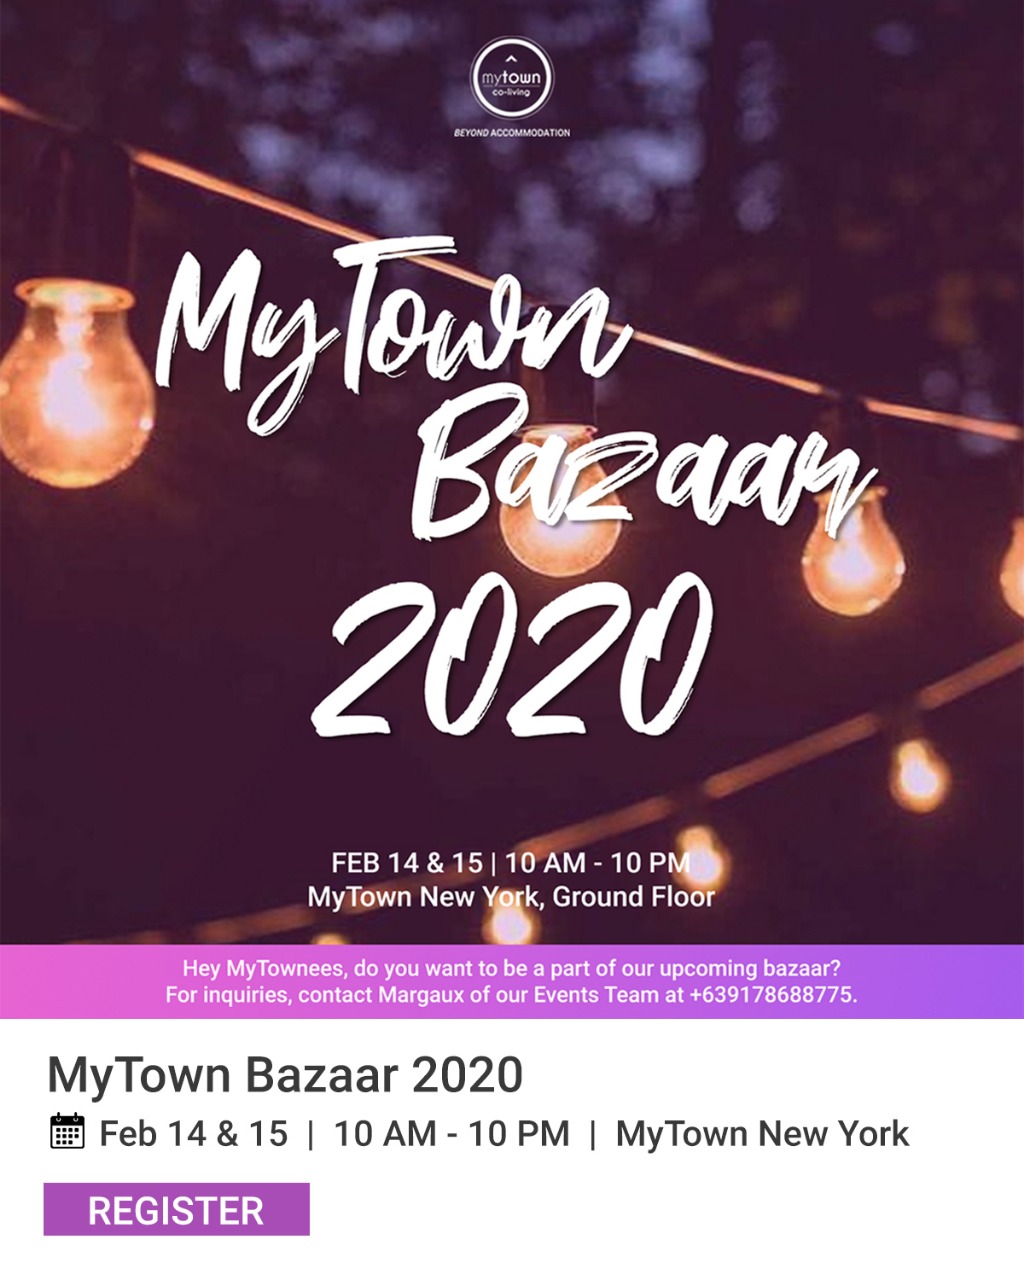 mytown
co-living
BEYOND ACCOMMODATION
MyTown
Bazaar
2020
FEB 14 & 15 | 10 AM - 10 PM
MyTown New York, Ground Floor
Hey MyTownees, do you want to be a part of our upcoming bazaar?
For inquiries, contact Margaux of our Events Team at +639178688775.
MyTown Bazaar 2020
Feb 14 & 15 | 10 AM - 10 PM | MyTown New York
REGISTER